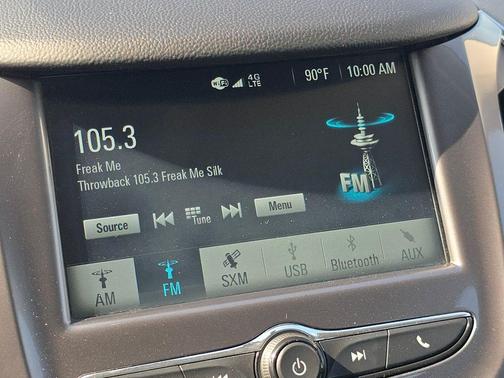 WiFi 4G LTE 90°F 10:00 AM
105.3
Freak Me
Throwback 105.3 Freak Me Silk
FM
Source Tune Menu
AM FM SXM USB Bluetooth AUX